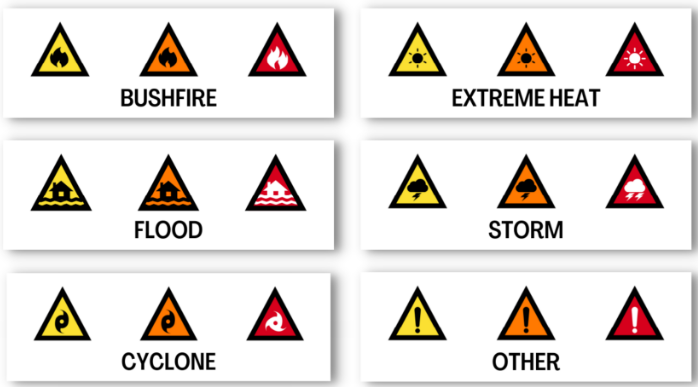 BUSHFIRE
EXTREME HEAT
FLOOD
STORM
CYCLONE
OTHER